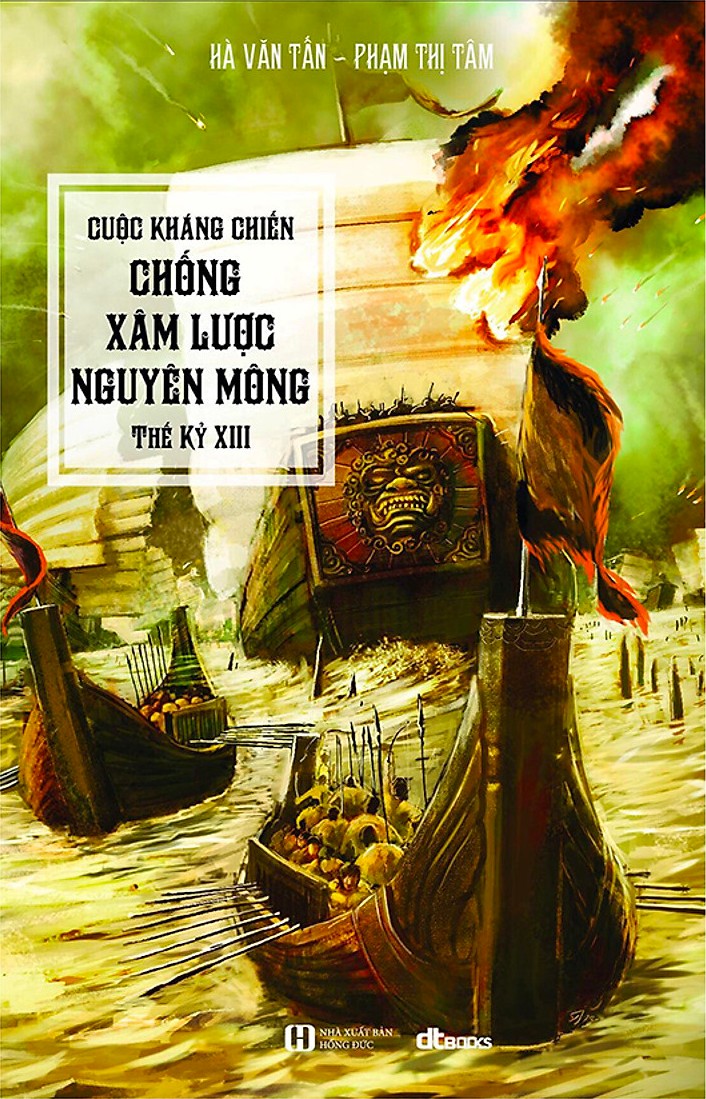 HÀ VĂN TẤN ~ PHẠM THỊ TÂM
CUỘC KHÁNG CHIẾN
CHỐNG
XÂM LƯỢC
NGUYÊN MÔNG
THẾ KỶ XIII
NHÀ XUẤT BẢN
HỒNG ĐỨC
dtBOOKS